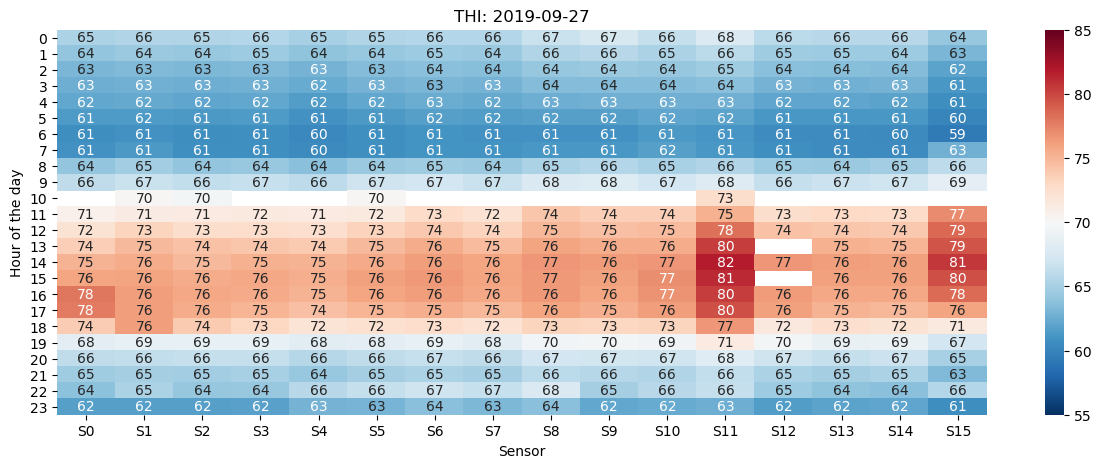 THI: 2019-09-27
Hour of the day
0 65 66 65 66 65 65 66 66 67 67 66 68 66 66 66 64
1 64 64 64 65 64 64 65 64 66 66 65 66 65 65 64 63
2 63 63 63 63 63 63 64 64 64 64 64 65 64 64 64 62
3 63 63 63 63 62 63 63 63 64 64 64 64 63 63 63 61
4 62 62 62 62 62 62 63 62 63 63 63 63 62 62 62 61
5 61 62 61 61 61 61 62 62 62 62 62 62 61 61 61 60
6 61 61 61 61 60 61 61 61 61 61 61 61 61 61 60 59
7 61 61 61 61 60 61 61 61 61 61 62 61 61 61 61 63
8 64 65 64 64 64 64 65 64 65 66 65 66 65 64 65 66
9 66 67 66 67 66 67 67 67 68 68 67 68 66 67 67 69
10 70 70 70 73
11 71 71 71 72 71 72 73 72 74 74 74 75 73 73 73 77
12 72 73 73 73 73 73 74 74 75 75 75 78 74 74 74 79
13 74 75 74 74 74 75 76 75 76 76 76 80 75 75 79
14 75 76 75 75 75 76 76 76 77 76 77 82 77 76 76 81
15 76 76 76 76 75 76 76 76 77 76 77 81 76 76 80
16 78 76 76 76 75 76 76 76 76 76 77 80 76 76 76 78
17 78 76 76 75 74 75 76 75 76 75 76 80 76 75 75 76
18 74 76 74 73 72 72 73 72 73 73 73 77 72 73 72 71
19 68 69 69 69 68 68 69 68 70 70 69 71 70 69 69 67
20 66 66 66 66 66 66 67 66 67 67 67 68 67 66 67 65
21 65 65 65 65 64 65 65 65 66 66 66 66 65 65 65 63
22 64 65 64 64 66 66 67 67 68 65 66 66 65 64 64 66
23 62 62 62 62 63 63 64 63 64 62 62 63 62 62 62 61
S0 S1 S2 S3 S4 S5 S6 S7 S8 S9 S10 S11 S12 S13 S14 S15
Sensor
85
80
75
70
65
60
55